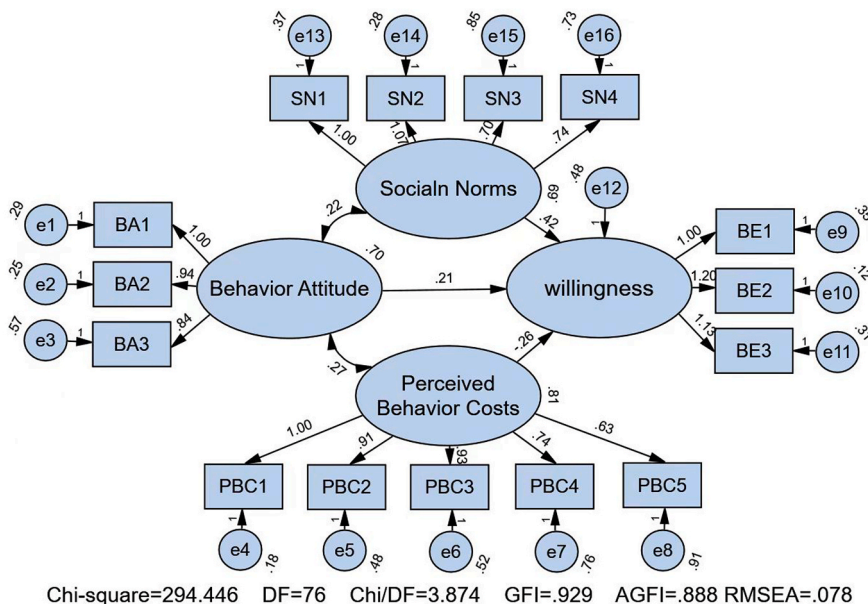 .37 .28 .85 .73
e13 e14 e15 e16
1 1 1 1
SN1 SN2 SN3 SN4
1.00 1.07 .70 .74
Socialn Norms
.69
.48
e12
1
.22 .42
.29
e1 1 BA1
1.00
.25
e2 1 BA2
.94
.57
e3 1 BA3
.84
.70
Behavior Attitude
.21
willingness
1.00
BE1 1 e9
1.20
BE2 1 e10
1.13
BE3 1 e11
.27 -.26
Perceived
Behavior Costs
.81
1.00 .91 .93 .74 .63
PBC1 PBC2 PBC3 PBC4 PBC5
1 1 1 1 1
e4 e5 e6 e7 e8
.18 .48 .52 .76 .91
Chi-square=294.446 DF=76 Chi/DF=3.874 GFI=.929 AGFI=.888 RMSEA=.078